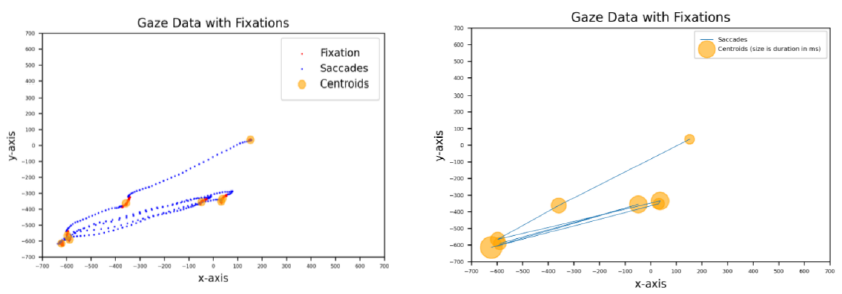 Gaze Data with Fixations
700
600
500
400
300
200
100
0
−100
−200
−300
−400
−500
−600
−700
y-axis
Fixation
Saccades
Centroids
−700 −600 −500 −400 −300 −200 −100 0 100 200 300 400 500 600 700
x-axis
Gaze Data with Fixations
700
600
500
400
300
200
100
0
−100
−200
−300
−400
−500
−600
−700
y-axis
Saccades
Centroids (size is duration in ms)
−700 −600 −500 −400 −300 −200 −100 0 100 200 300 400 500 600 700
x-axis